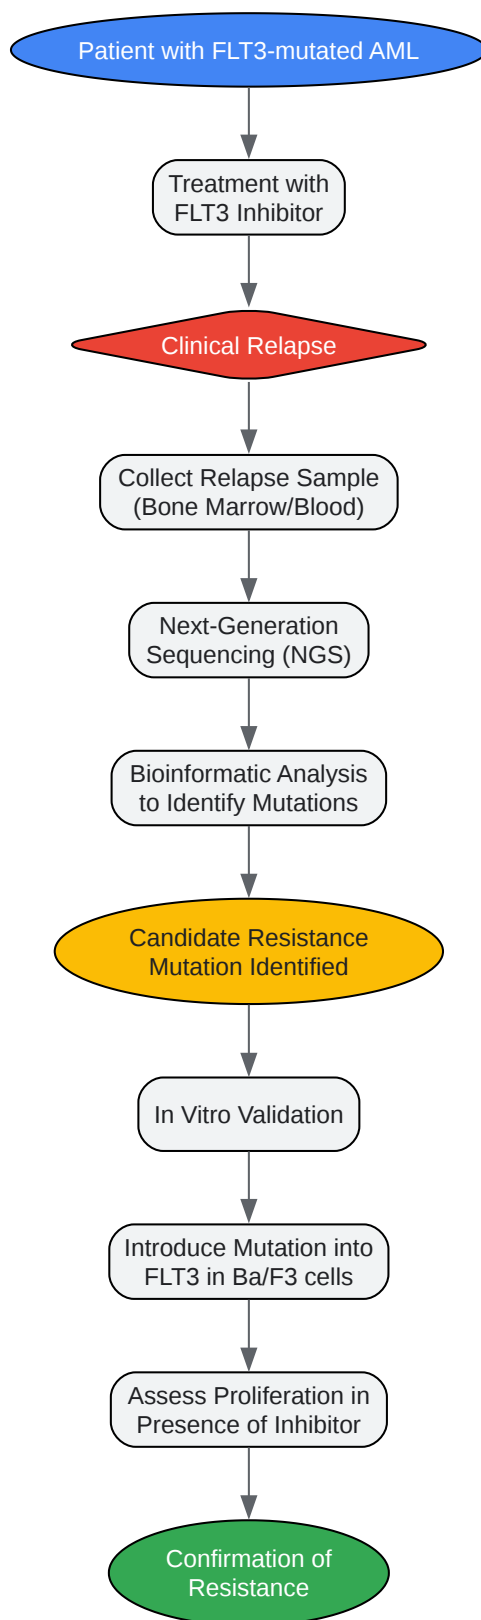 Patient with FLT3-mutated AML
Treatment with
FLT3 Inhibitor
Clinical Relapse
Collect Relapse Sample
(Bone Marrow/Blood)
Next-Generation
Sequencing (NGS)
Bioinformatic Analysis
to Identify Mutations
Candidate Resistance
Mutation Identified
In Vitro Validation
Introduce Mutation into
FLT3 in Ba/F3 cells
Assess Proliferation in
Presence of Inhibitor
Confirmation of
Resistance